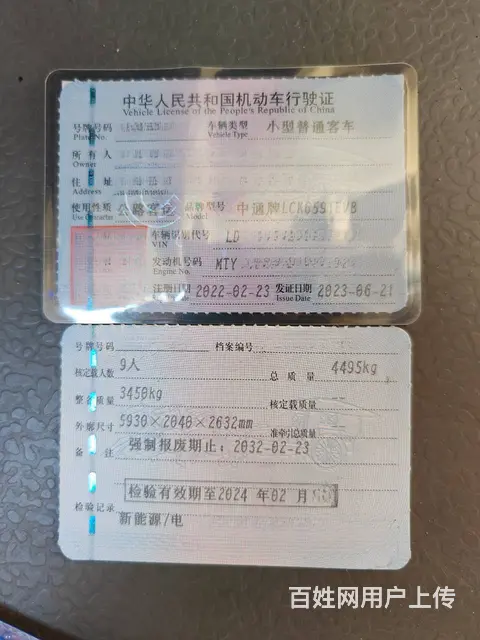 中华人民共和国机动车行驶证
Vehicle License of the People's Republic of China
号牌号码 Plate No. 车辆类型 Vehicle Type 小型普通客车
所有人 Owner
住址 Address
使用性质 Use Character 公路客运 品牌型号 Model 中通牌LCK6591EVB
车辆识别代号 VIN
发动机号码 Engine No.
注册日期 2022-02-23 发证日期 Issue Date 2023-06-21
号牌号码 档案编号
核定载人数 9人 总质量 4495kg
整备质量 3450kg 核定载质量 --
外廓尺寸 5930×2040×2632mm 准牵引总质量 --
备注 强制报废期止：2032-02-23
检验有效期至2024 年02 月
检验记录 新能源/电
百姓网用户上传